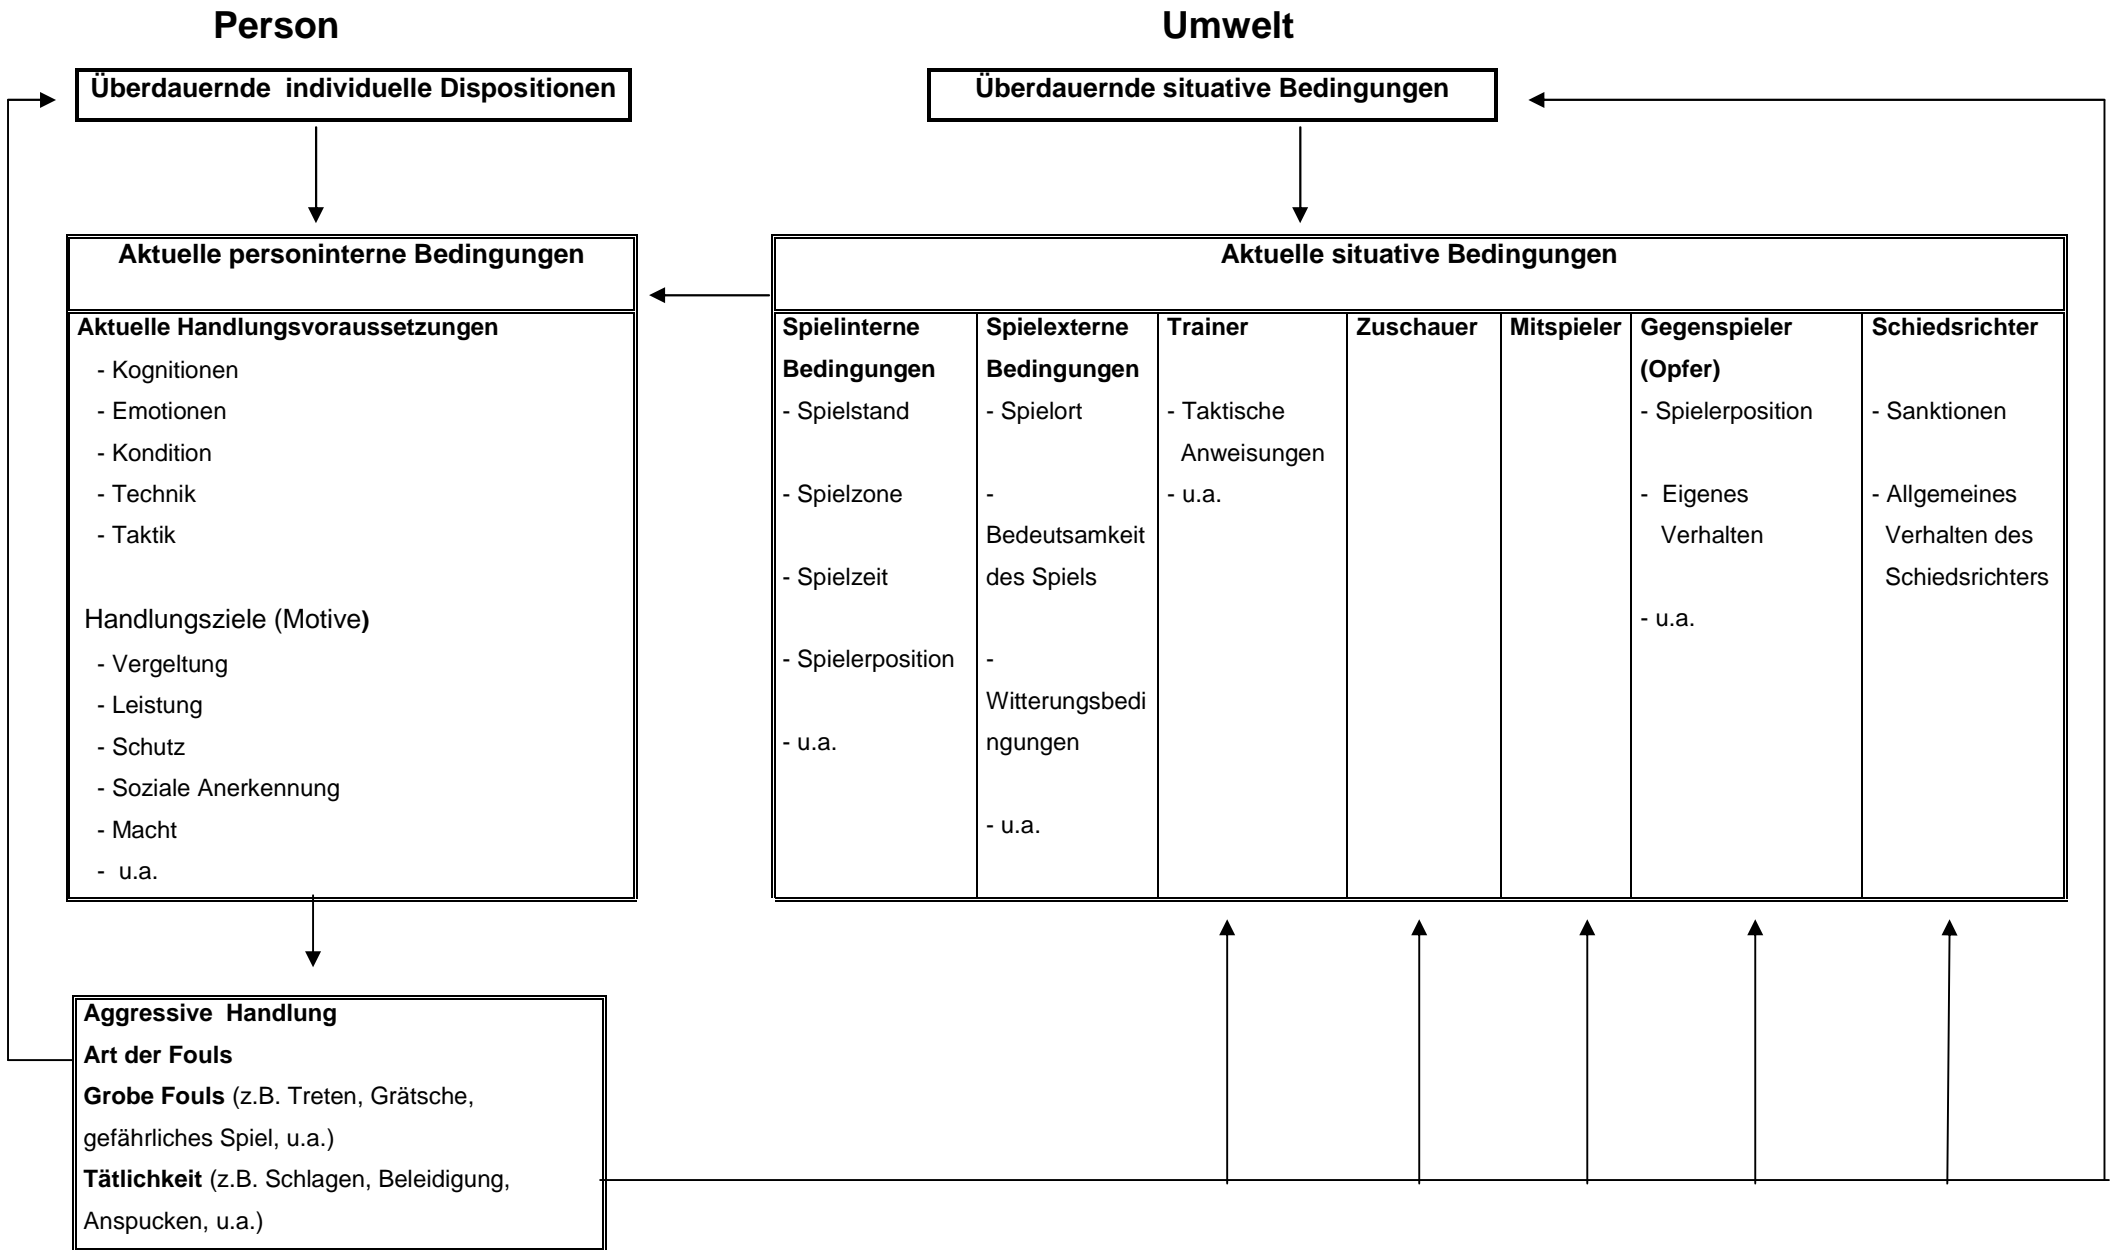 Person
Umwelt
Überdauernde individuelle Dispositionen
Überdauernde situative Bedingungen
Aktuelle personinterne Bedingungen
Aktuelle Handlungsvoraussetzungen
- Kognitionen
- Emotionen
- Kondition
- Technik
- Taktik
Handlungsziele (Motive)
- Vergeltung
- Leistung
- Schutz
- Soziale Anerkennung
- Macht
- u.a.
Aktuelle situative Bedingungen
Spielinterne
Bedingungen
- Spielstand
- Spielzone
- Spielzeit
- Spielerposition
- u.a.
Spielexterne
Bedingungen
- Spielort
-
Bedeutsamkeit
des Spiels
-
Witterungsbedi
ngungen
- u.a.
Trainer
- Taktische
Anweisungen
- u.a.
Zuschauer
Mitspieler
Gegenspieler
(Opfer)
- Spielerposition
- Eigenes
Verhalten
- u.a.
Schiedsrichter
- Sanktionen
- Allgemeines
Verhalten des
Schiedsrichters
Aggressive Handlung
Art der Fouls
Grobe Fouls (z.B. Treten, Grätsche,
gefährliches Spiel, u.a.)
Tätlichkeit (z.B. Schlagen, Beleidigung,
Anspucken, u.a.)